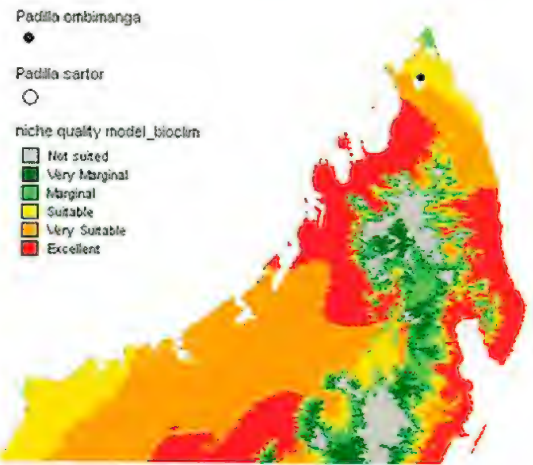 Padilla ombimanga
Padilla sartor
niche quality model_bioclim
Not suited
Very Marginal
Marginal
Suitable
Very Suitable
Excellent